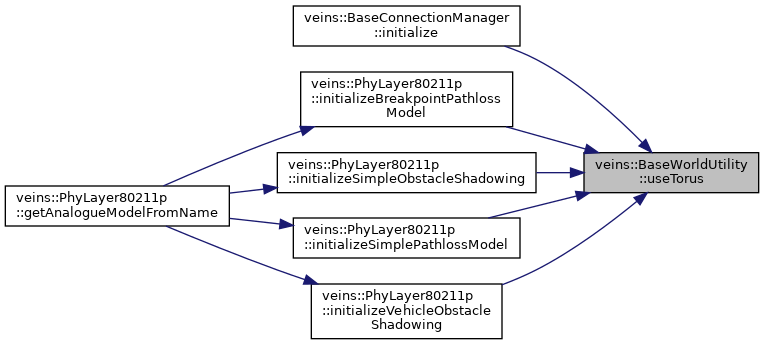 veins::BaseConnectionManager
::initialize
veins::PhyLayer80211p
::initializeBreakpointPathloss
Model
veins::BaseWorldUtility
::useTorus
veins::PhyLayer80211p
::initializeSimpleObstacleShadowing
veins::PhyLayer80211p
::getAnalogueModelFromName
veins::PhyLayer80211p
::initializeSimplePathlossModel
veins::PhyLayer80211p
::initializeVehicleObstacle
Shadowing